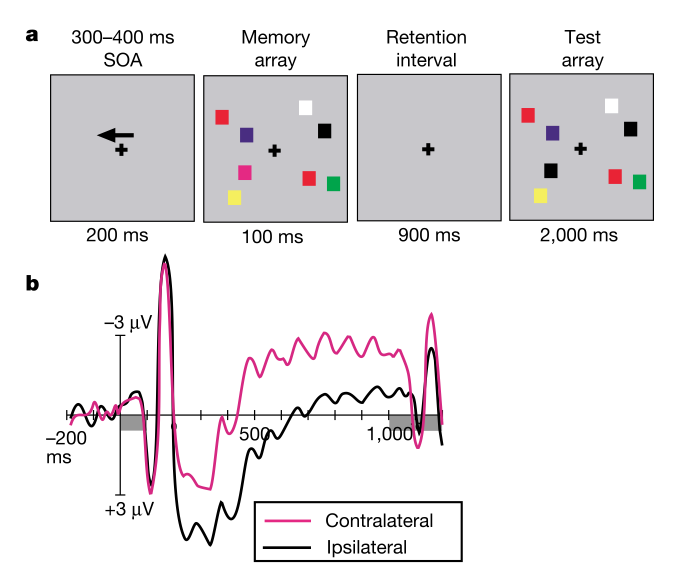 a
300–400 ms
SOA
Memory
array
Retention
interval
Test
array
200 ms
100 ms
900 ms
2,000 ms
b
–3 μV
–200
ms
500
1,000
+3 μV
Contralateral
Ipsilateral